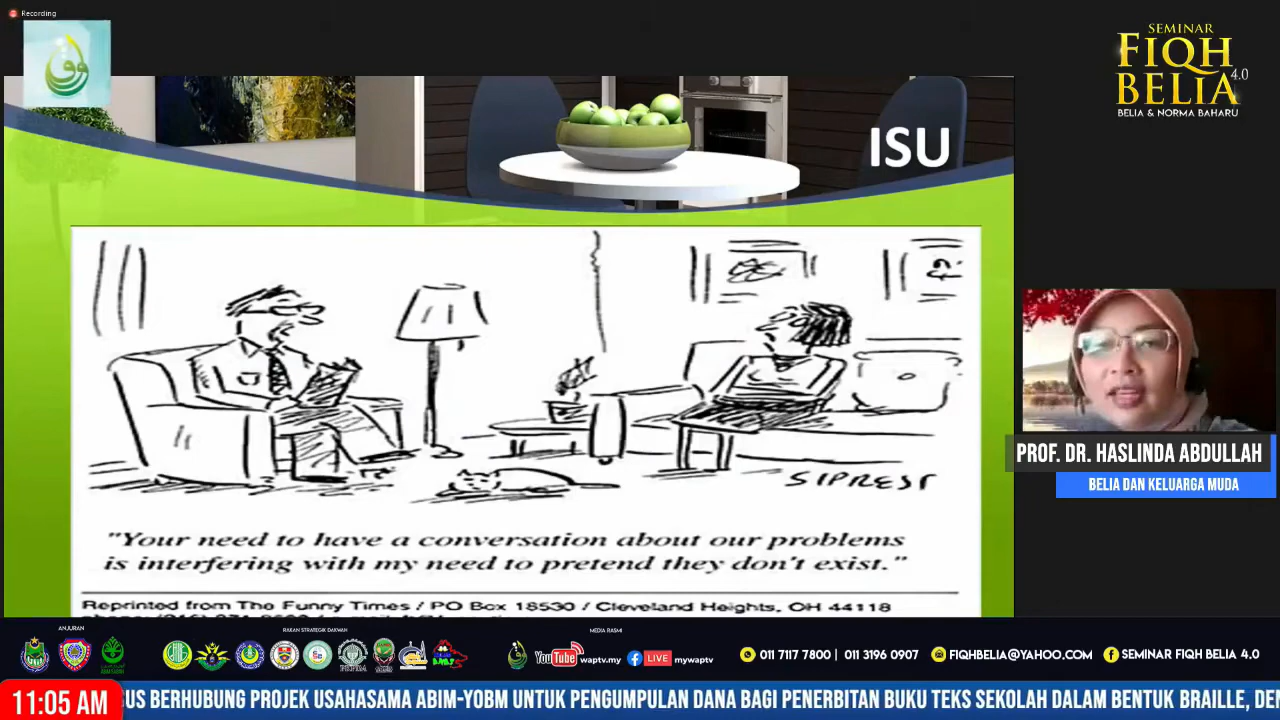 Recording
SEMINAR
FIQH
BELIA 4.0
BELIA & NORMA BAHARU
ISU
SIPRESS
"Your need to have a conversation about our problems
is interfering with my need to pretend they don't exist."
Reprinted from The Funny Times / PO Box 18530 / Cleveland Heights, OH 44118
PROF. DR. HASLINDA ABDULLAH
BELIA DAN KELUARGA MUDA
ANJURAN
RAKAN STRATEGIK DAKWAH
MEDIA RASMI
YouTube waptv.my
LIVE mywaptv
011 7117 7800 | 011 3196 0907
FIQHBELIA@YAHOO.COM
SEMINAR FIQH BELIA 4.0
11:05 AM
GUS BERHUBUNG PROJEK USAHASAMA ABIM-YOBM UNTUK PENGUMPULAN DANA BAGI PENERBITAN BUKU TEKS SEKOLAH DALAM BENTUK BRAILLE, DEN